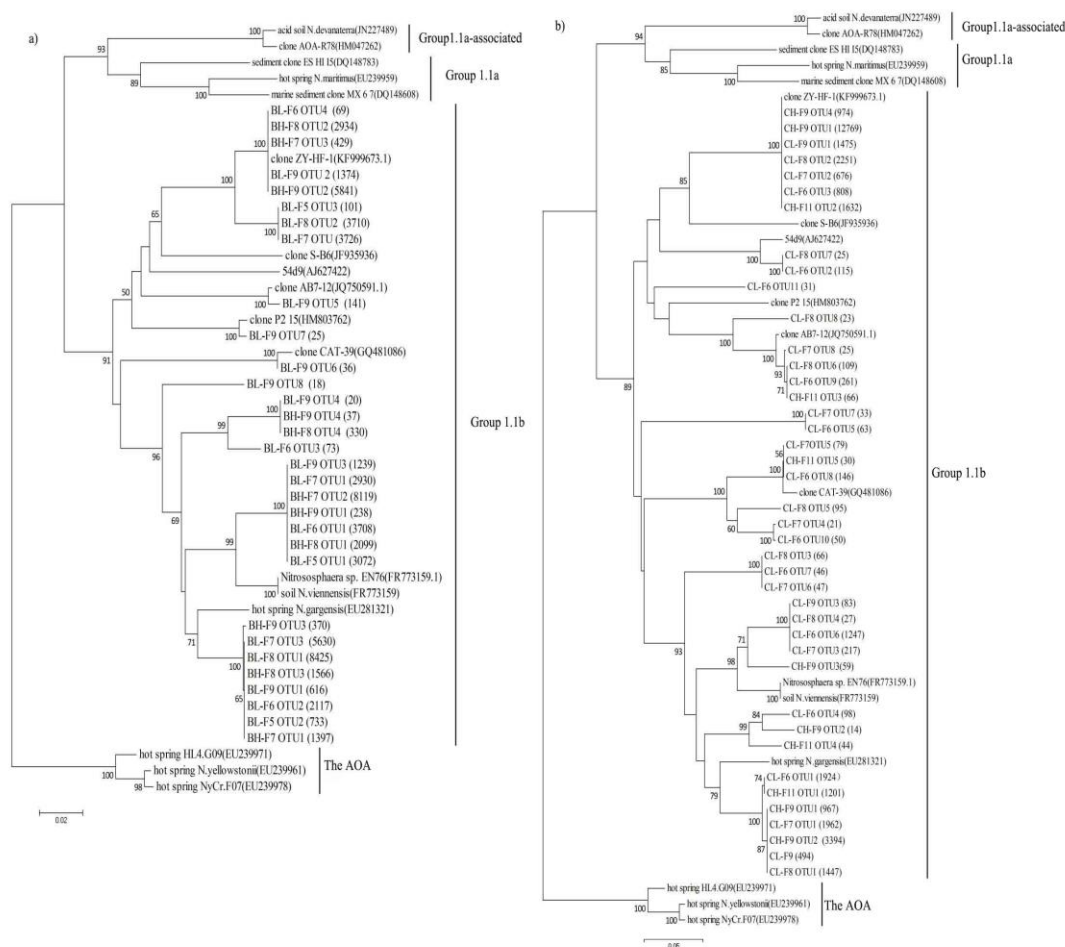 a)
100
acid soil N.devanaterra(JN227489)
clone AOA-R78(HM047262)
Group1.1a-associated
93
sediment clone ES HI I5(DQ148783)
89
hot spring N.maritimus(EU239959)
100
marine sediment clone MX 6 7(DQ148608)
Group 1.1a
BL-F6 OTU4 (69)
BH-F8 OTU2 (2934)
BH-F7 OTU3 (429)
100
clone ZY-HF-1(KF999673.1)
BL-F9 OTU 2 (1374)
100
BH-F9 OTU2 (5841)
BL-F5 OTU3 (101)
65
BL-F8 OTU2 (3710)
100
BL-F7 OTU (3726)
clone S-B6(JF935936)
54d9(AJ627422)
clone AB7-12(JQ750591.1)
50
100
BL-F9 OTU5 (141)
clone P2 15(HM803762)
100
BL-F9 OTU7 (25)
91
100
clone CAT-39(GQ481086)
BL-F9 OTU6 (36)
BL-F9 OTU8 (18)
BL-F9 OTU4 (20)
100
BH-F9 OTU4 (37)
99
BH-F8 OTU4 (330)
BL-F6 OTU3 (73)
96
BL-F9 OTU3 (1239)
BL-F7 OTU1 (2930)
BH-F7 OTU2 (8119)
100
BH-F9 OTU1 (238)
69
BL-F6 OTU1 (3708)
99
BH-F8 OTU1 (2099)
BL-F5 OTU1 (3072)
Nitrososphaera sp. EN76(FR773159.1)
100
soil N.viennensis(FR773159)
hot spring N.gargensis(EU281321)
BH-F9 OTU3 (370)
71
BL-F7 OTU3 (5630)
BL-F8 OTU1 (8425)
100
BH-F8 OTU3 (1566)
BL-F9 OTU1 (616)
65
BL-F6 OTU2 (2117)
BL-F5 OTU2 (733)
BH-F7 OTU1 (1397)
Group 1.1b
hot spring HL4.G09(EU239971)
100
hot spring N.yellowstonii(EU239961)
98
hot spring NyCr.F07(EU239978)
The AOA
0.02
b)
100
acid soil N.devanaterra(JN227489)
clone AOA-R78(HM047262)
Group1.1a-associated
94
sediment clone ES HI I5(DQ148783)
85
hot spring N.maritimus(EU239959)
100
marine sediment clone MX 6 7(DQ148608)
Group1.1a
clone ZY-HF-1(KF999673.1)
CH-F9 OTU4 (974)
CH-F9 OTU1 (12769)
100
CL-F9 OTU1 (1475)
CL-F8 OTU2 (2251)
85
CL-F7 OTU2 (676)
CL-F6 OTU3 (808)
CH-F11 OTU2 (1632)
clone S-B6(JF935936)
54d9(AJ627422)
100
CL-F8 OTU7 (25)
100
CL-F6 OTU2 (115)
CL-F6 OTU11 (31)
clone P2 15(HM803762)
CL-F8 OTU8 (23)
clone AB7-12(JQ750591.1)
100
CL-F7 OTU8 (25)
93
CL-F8 OTU6 (109)
CL-F6 OTU9 (261)
71
CH-F11 OTU3 (66)
89
100
CL-F7 OTU7 (33)
CL-F6 OTU5 (63)
CL-F7OTU5 (79)
56
CH-F11 OTU5 (30)
100
CL-F6 OTU8 (146)
100
clone CAT-39(GQ481086)
CL-F8 OTU5 (95)
60
CL-F7 OTU4 (21)
100
CL-F6 OTU10 (50)
CL-F8 OTU3 (66)
100
CL-F6 OTU7 (46)
CL-F7 OTU6 (47)
CL-F9 OTU3 (83)
CL-F8 OTU4 (27)
100
CL-F6 OTU6 (1247)
71
CL-F7 OTU3 (217)
93
98
CH-F9 OTU3(59)
Nitrososphaera sp. EN76(FR773159.1)
100
soil N.viennensis(FR773159)
84
CL-F6 OTU4 (98)
99
CH-F9 OTU2 (14)
CH-F11 OTU4 (44)
hot spring N.gargensis(EU281321)
74
CL-F6 OTU1 (1924)
79
CH-F11 OTU1 (1201)
CH-F9 OTU1 (967)
100
CL-F7 OTU1 (1962)
CH-F9 OTU2 (3394)
87
CL-F9 (494)
CL-F8 OTU1 (1447)
Group 1.1b
hot spring HL4.G09(EU239971)
100
hot spring N.yellowstonii(EU239961)
100
hot spring NyCr.F07(EU239978)
The AOA
0.05